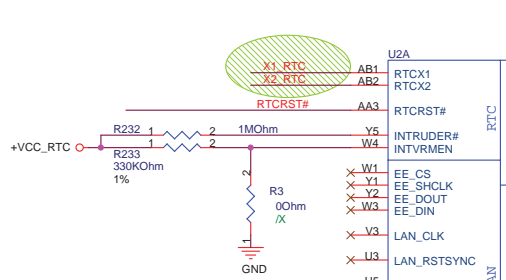 U2A
X1_RTC AB1 RTCX1
X2_RTC AB2 RTCX2
RTCRST# AA3 RTCRST#
RTC
R232 1 2 1MOhm Y5 INTRUDER#
+VCC_RTC 1 2 W4 INTVRMEN
R233
330KOhm
1%
2
R3
0Ohm
/X
1
GND
W1 EE_CS
Y1 EE_SHCLK
Y2 EE_DOUT
W3 EE_DIN
V3 LAN_CLK
U3 LAN_RSTSYNC